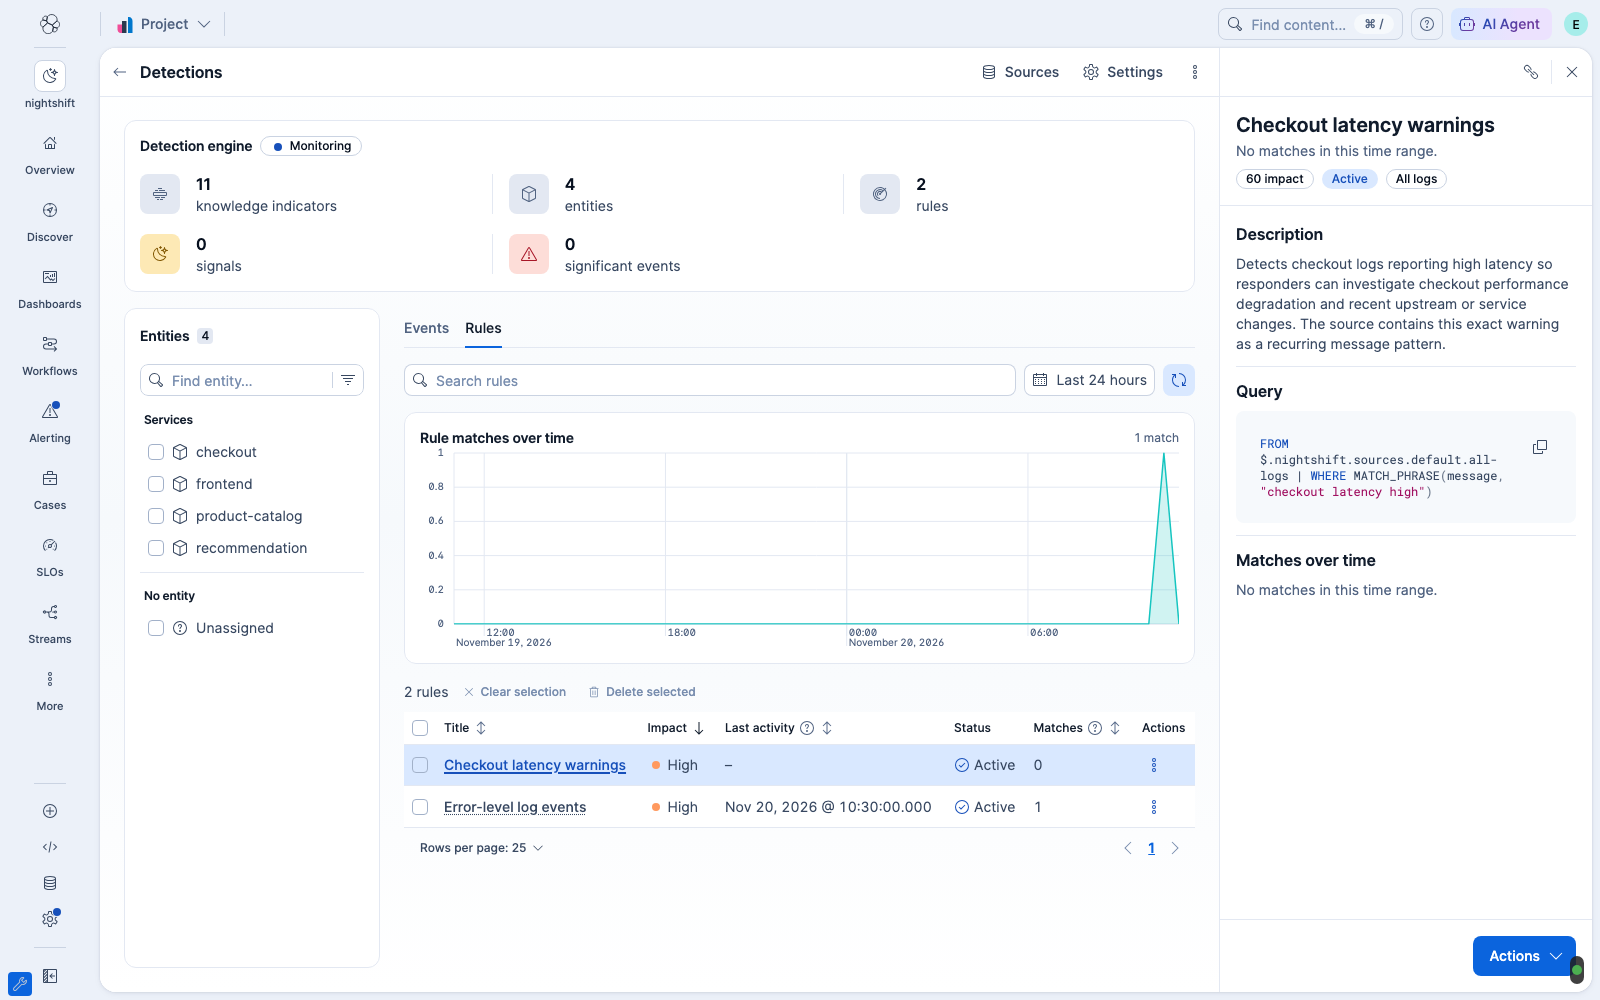 Project
Find content...
⌘ /
AI Agent
E
nightshift
Overview
Discover
Dashboards
Workflows
Alerting
Cases
SLOs
Streams
More
Detections
Sources
Settings
Detection engine
Monitoring
11
knowledge indicators
4
entities
2
rules
0
signals
0
significant events
Entities 4
Find entity...
Services
checkout
frontend
product-catalog
recommendation
No entity
Unassigned
Events
Rules
Search rules
Last 24 hours
Rule matches over time
1 match
1
0.8
0.6
0.4
0.2
0
12:00
November 19, 2026
18:00
00:00
November 20, 2026
06:00
2 rules
Clear selection
Delete selected
Title
Impact
Last activity
Status
Matches
Actions
Checkout latency warnings
High
–
Active
0
Error-level log events
High
Nov 20, 2026 @ 10:30:00.000
Active
1
Rows per page: 25
1
Checkout latency warnings
No matches in this time range.
60 impact
Active
All logs
Description
Detects checkout logs reporting high latency so
responders can investigate checkout performance
degradation and recent upstream or service
changes. The source contains this exact warning
as a recurring message pattern.
Query
FROM
$.nightshift.sources.default.all-
logs | WHERE MATCH_PHRASE(message,
"checkout latency high")
Matches over time
No matches in this time range.
Actions